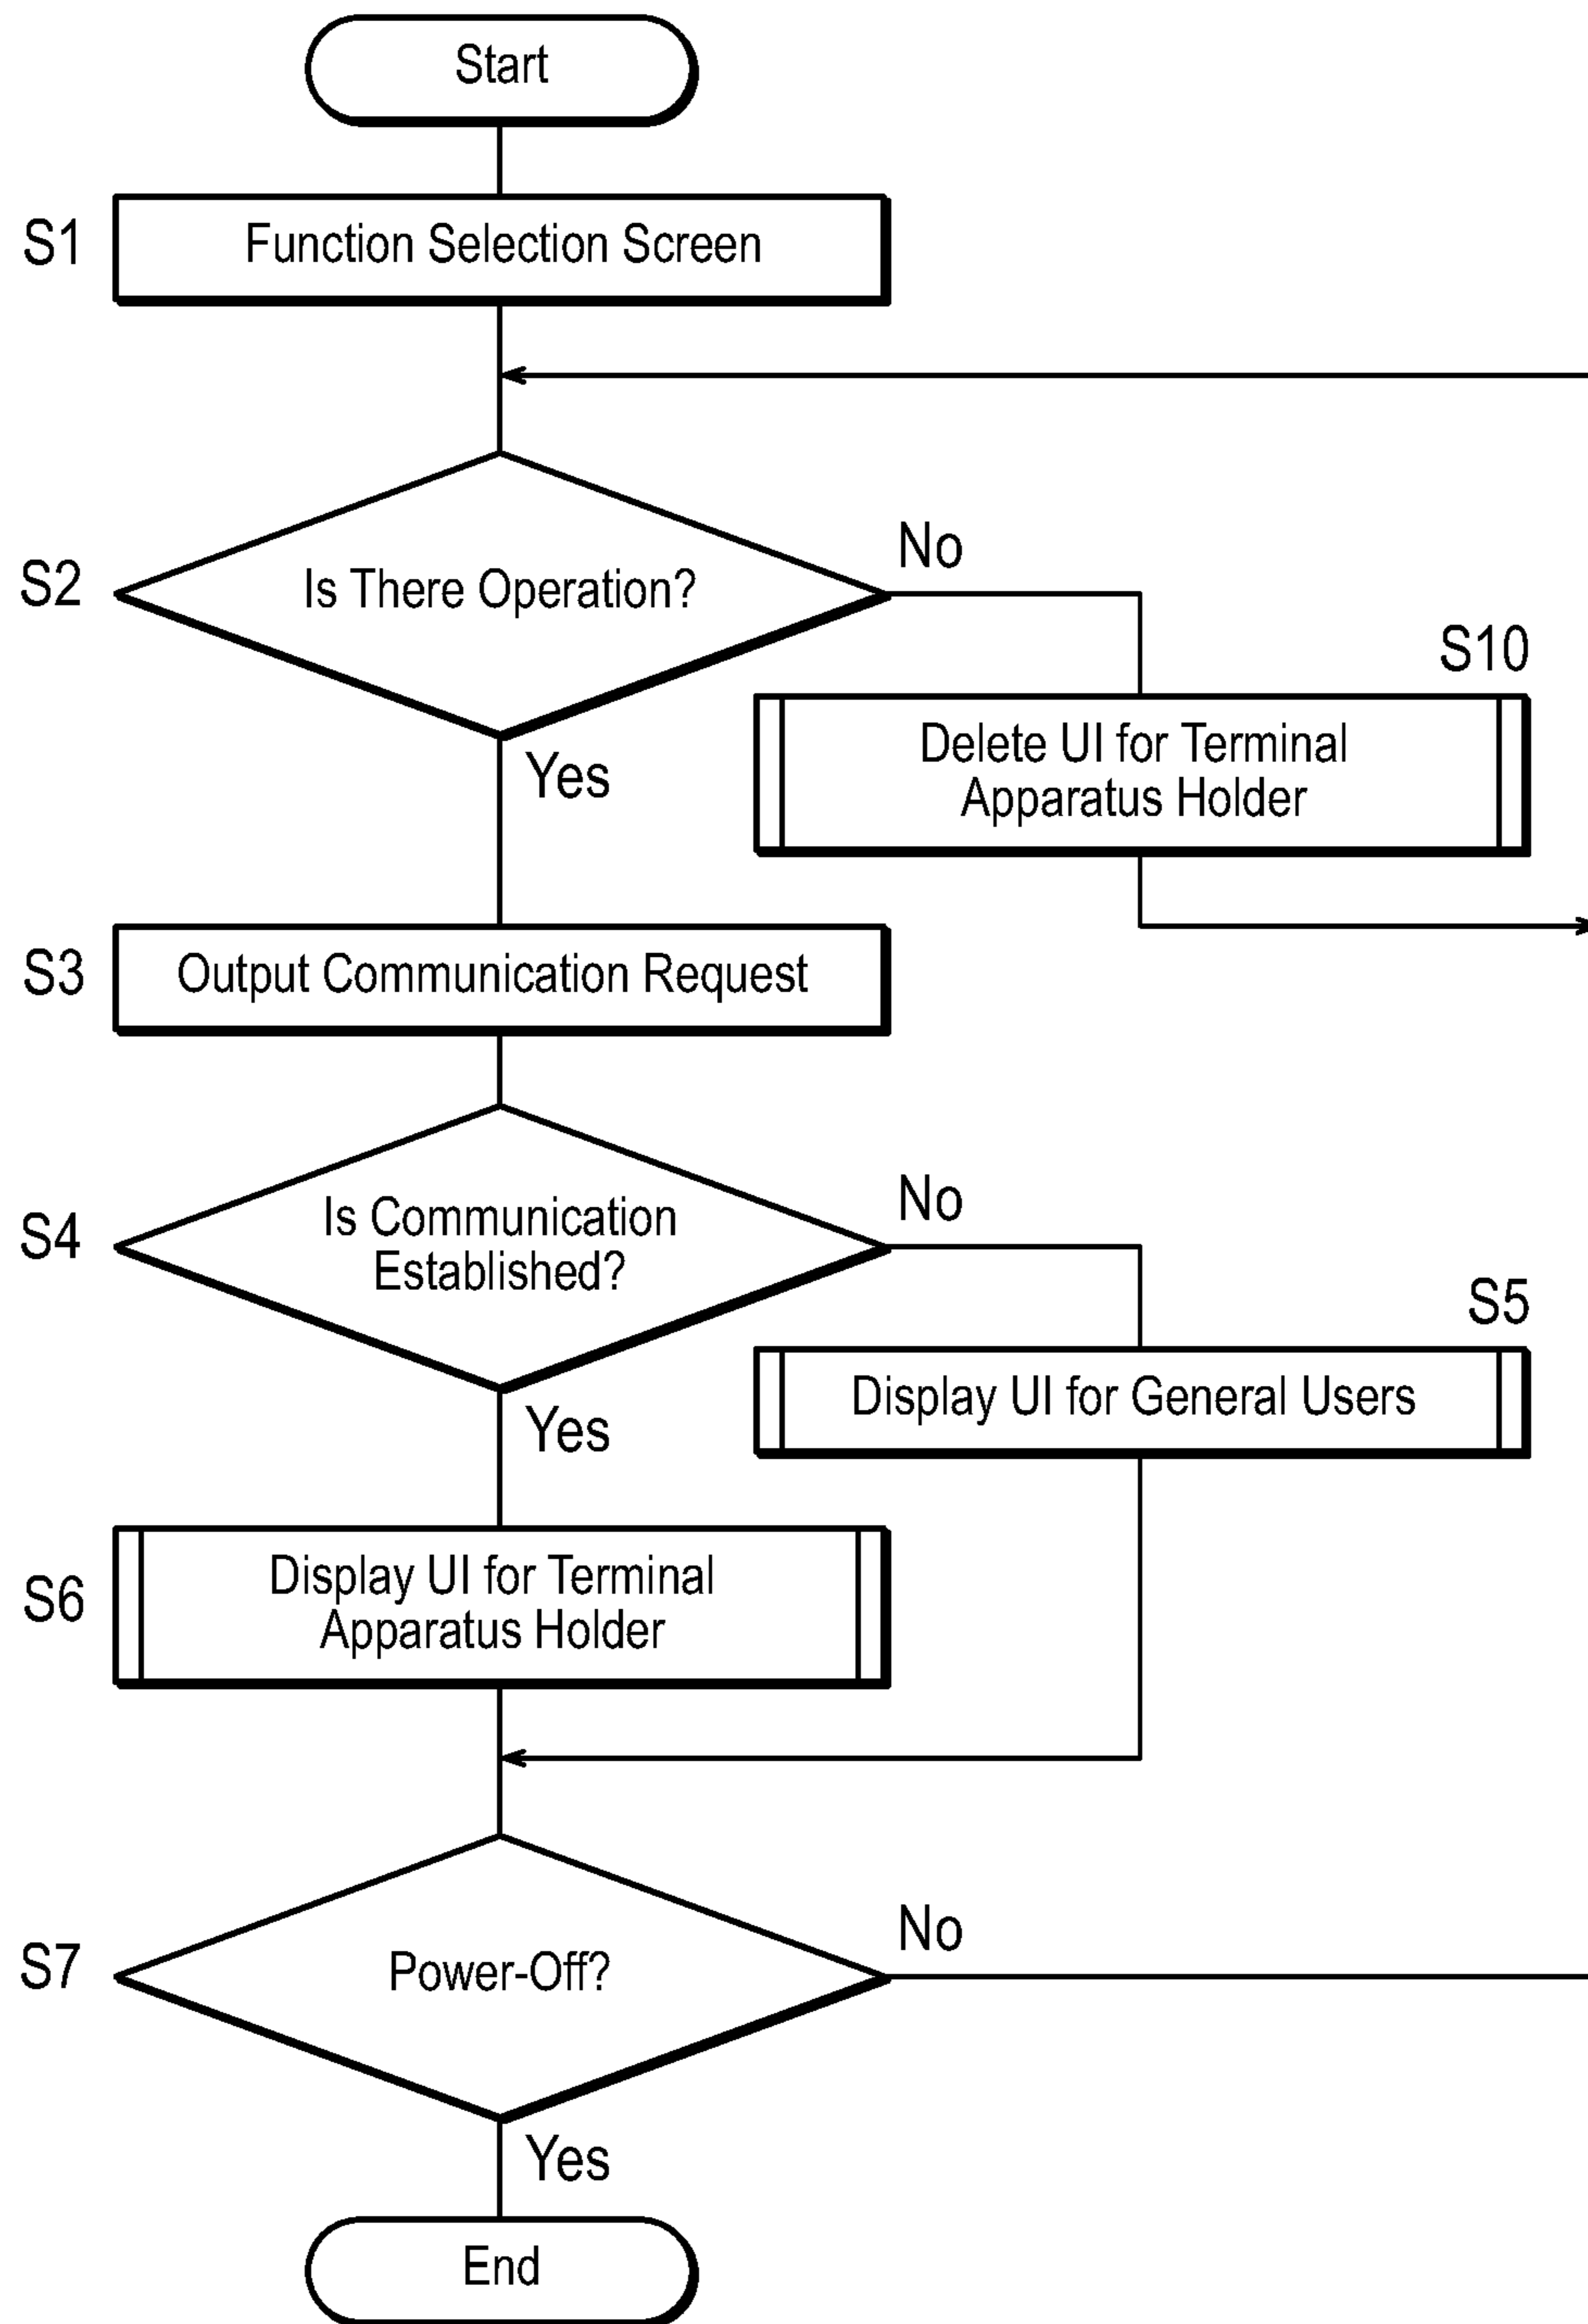 Start
S1
Function Selection Screen
S2
Is There Operation?
No
Yes
S10
Delete UI for Terminal
Apparatus Holder
S3
Output Communication Request
S4
Is Communication
Established?
No
Yes
S5
Display UI for General Users
S6
Display UI for Terminal
Apparatus Holder
S7
Power-Off?
No
Yes
End